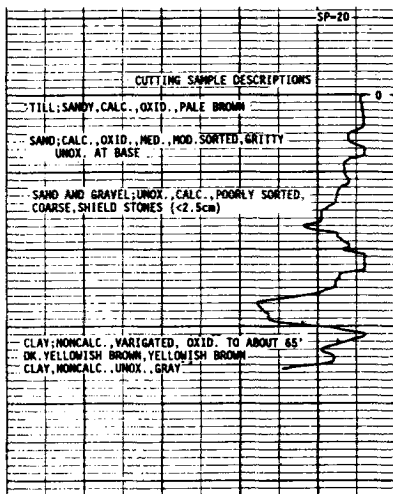 SP-20
CUTTING SAMPLE DESCRIPTIONS
0
TILL;SANDY,CALC.,OXID.,PALE BROWN
SAND;CALC.,OXID.,MED.,MOD.SORTED,GRITTY
UNOX. AT BASE
SAND AND GRAVEL;UNOX.,CALC.,POORLY SORTED,
COARSE,SHIELD STONES (<2.5cm)
CLAY;NONCALC.,VARIGATED, OXID. TO ABOUT 65'
DK.YELLOWISH BROWN,YELLOWISH BROWN
CLAY,NONCALC.,UNOX.,GRAY